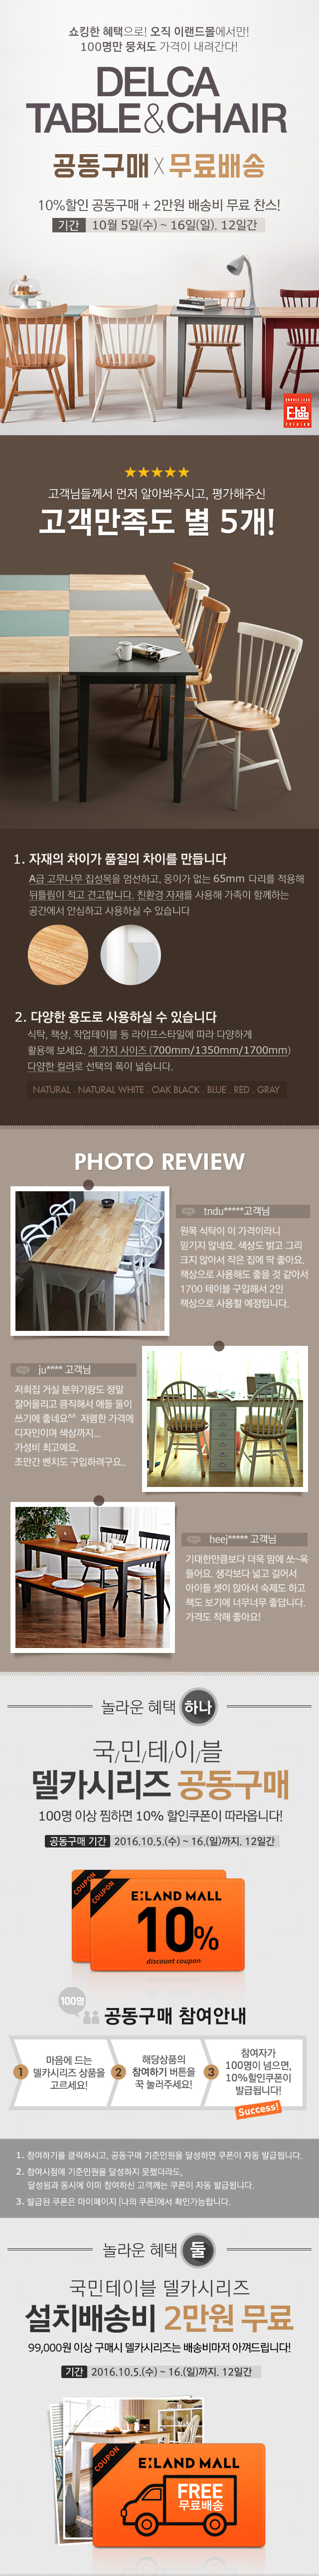 쇼킹한 혜택으로! 오직 이랜드몰에서만!
100명만 뭉쳐도 가격이 내려간다!
DELCA
TABLE&CHAIR
공동구매 X 무료배송
10%할인 공동구매 + 2만원 배송비 무료 찬스!
기간 10월 5일(수) ~ 16일(일). 12일간
★★★★★
고객님들께서 먼저 알아봐주시고, 평가해주신
고객만족도 별 5개!
1. 자재의 차이가 품질의 차이를 만듭니다
A급 고무나무 집성목을 엄선하고, 옹이가 없는 65mm 다리를 적용해
뒤틀림이 적고 견고합니다. 친환경 자재를 사용해 가족이 함께하는
공간에서 안심하고 사용하실 수 있습니다
2. 다양한 용도로 사용하실 수 있습니다
식탁, 책상, 작업테이블 등 라이프스타일에 따라 다양하게
활용해 보세요. 세 가지 사이즈 (700mm/1350mm/1700mm)
다양한 컬러로 선택의 폭이 넓습니다.
NATURAL . NATURAL WHITE . OAK BLACK . BLUE . RED . GRAY
PHOTO REVIEW
tndu*****고객님
원목 식탁이 이 가격이라니
믿기지 않네요. 색상도 밝고 그리
크지 않아서 작은 집에 딱 좋아요.
책상으로 사용해도 좋을 것 같아서
1700 테이블 구입해서 2인
책상으로 사용할 예정입니다.
ju**** 고객님
저희집 거실 분위기랑도 정말
잘어울리고 큼직해서 애들 둘이
쓰기에 좋네요^^ 저렴한 가격에
디자인이며 색상까지...
가성비 최고예요.
조만간 벤치도 구입하려구요..
heej***** 고객님
기대한만큼보다 더욱 맘에 쏘~옥
들어요. 생각보다 넓고 길어서
아이들 셋이 앉아서 숙제도 하고
책도 보기에 너무너무 좋답니다.
가격도 착해 좋아요!
놀라운 혜택 하나
국/민/테/이/블
델카시리즈 공동구매
100명 이상 찜하면 10% 할인쿠폰이 따라옵니다!
공동구매 기간 2016.10.5.(수) ~ 16.(일)까지. 12일간
COUPON
COUPON
E:LAND MALL
10%
discount coupon
100명
공동구매 참여안내
1 마음에 드는
델카시리즈 상품을
고르세요!
2 해당상품의
참여하기 버튼을
꾹 눌러주세요!
3 참여자가
100명이 넘으면,
10%할인쿠폰이
발급됩니다!
Success!
1. 참여하기를 클릭하시고, 공동구매 기준인원을 달성하면 쿠폰이 자동 발급됩니다.
2. 참여시점에 기준인원을 달성하지 못했더라도,
달성됨과 동시에 이미 참여하신 고객께는 쿠폰이 자동 발급됩니다.
3. 발급된 쿠폰은 마이페이지 [나의 쿠폰]에서 확인가능합니다.
놀라운 혜택 둘
국민테이블 델카시리즈
설치배송비 2만원 무료
99,000원 이상 구매시 델카시리즈는 배송비마저 아껴드립니다!
기간 2016.10.5.(수) ~ 16.(일)까지. 12일간
COUPON
E:LAND MALL
FREE
무료배송